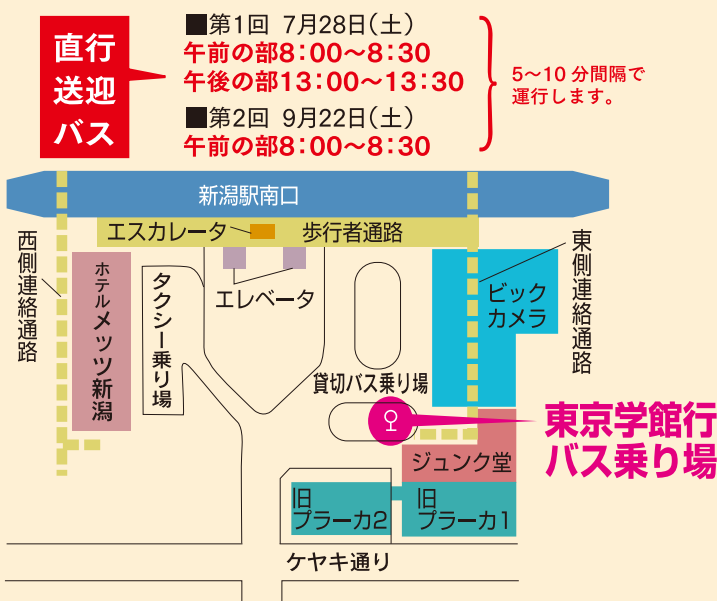 直行
送迎
バス
■第1回 7月28日(土)
午前の部8:00〜8:30
午後の部13:00〜13:30
■第2回 9月22日(土)
午前の部8:00〜8:30
5〜10分間隔で
運行します。
新潟駅南口
エスカレータ
歩行者通路
西側連絡通路
ホテルメッツ新潟
タクシー乗り場
エレベータ
ビック
カメラ
東側連絡通路
貸切バス乗り場
東京学館行
バス乗り場
ジュンク堂
旧
プラーカ2
旧
プラーカ1
ケヤキ通り